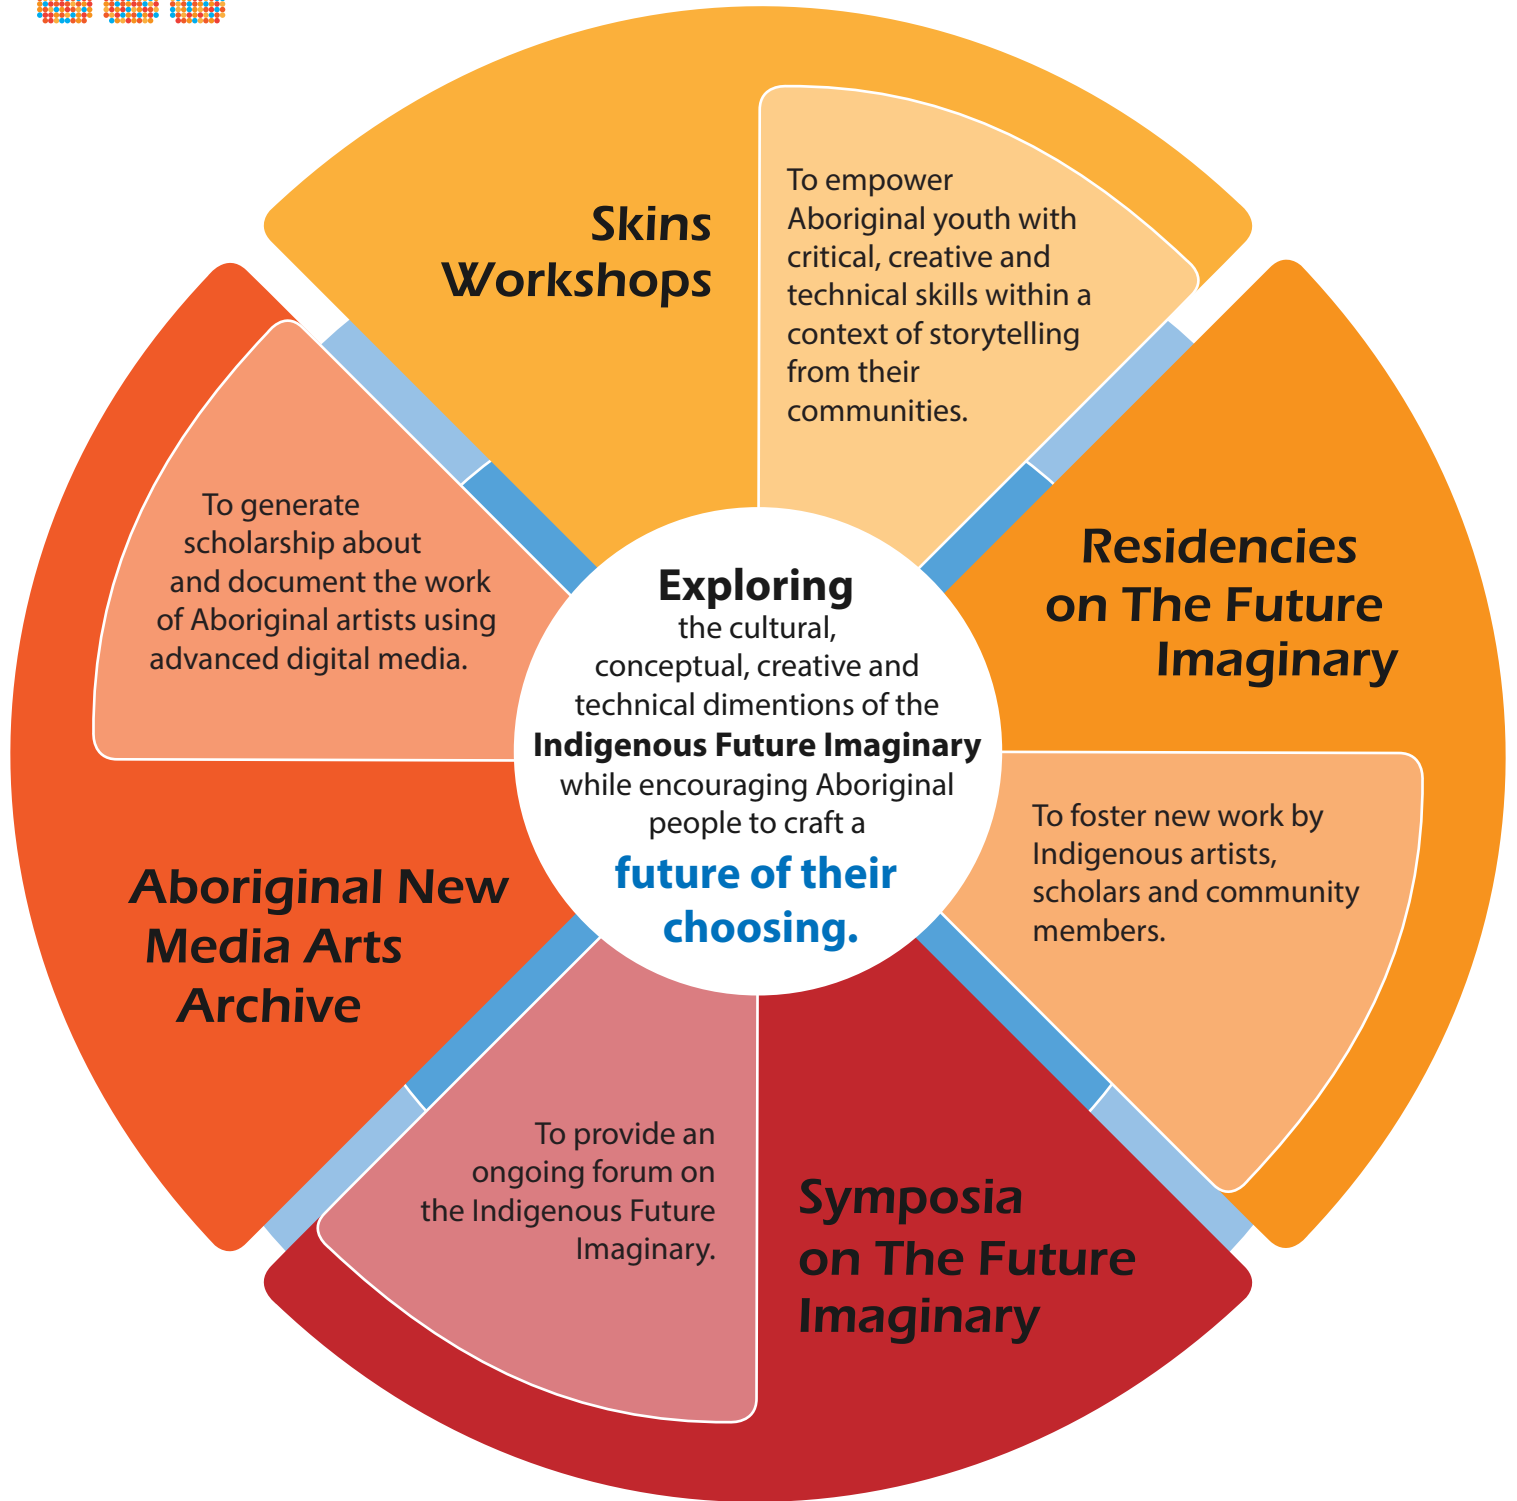 Skins
Workshops
To empower
Aboriginal youth with
critical, creative and
technical skills within a
context of storytelling
from their
communities.
Residencies
on The Future
Imaginary
To foster new work by
Indigenous artists,
scholars and community
members.
Symposia
on The Future
Imaginary
To provide an
ongoing forum on
the Indigenous Future
Imaginary.
Aboriginal New
Media Arts
Archive
To generate
scholarship about
and document the work
of Aboriginal artists using
advanced digital media.
Exploring
the cultural,
conceptual, creative and
technical dimentions of the
Indigenous Future Imaginary
while encouraging Aboriginal
people to craft a
future of their
choosing.